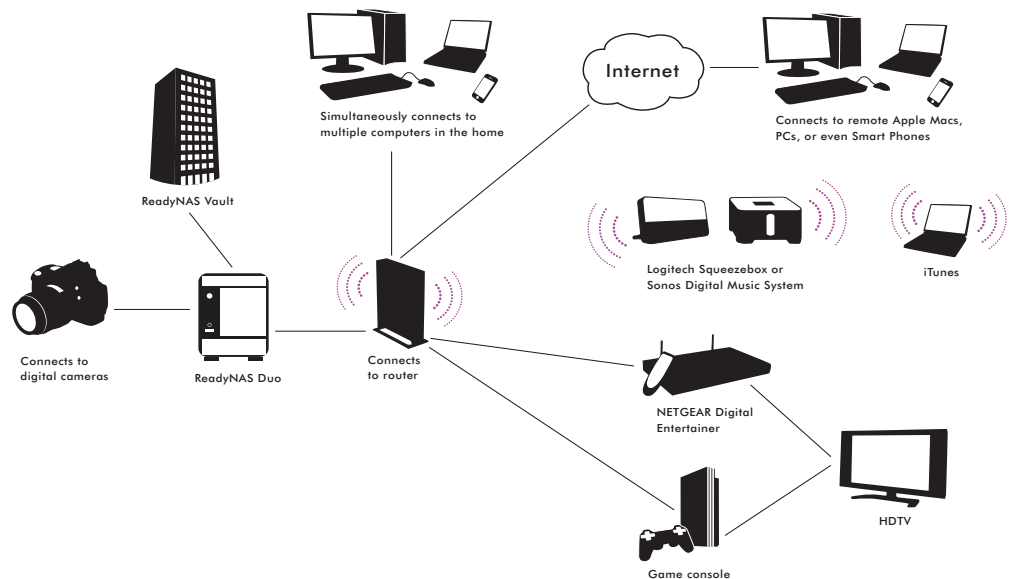 Internet
Simultaneously connects to
multiple computers in the home
Connects to remote Apple Macs,
PCs, or even Smart Phones
ReadyNAS Vault
Logitech Squeezebox or
Sonos Digital Music System
iTunes
Connects to
digital cameras
ReadyNAS Duo
Connects
to router
NETGEAR Digital
Entertainer
HDTV
Game console